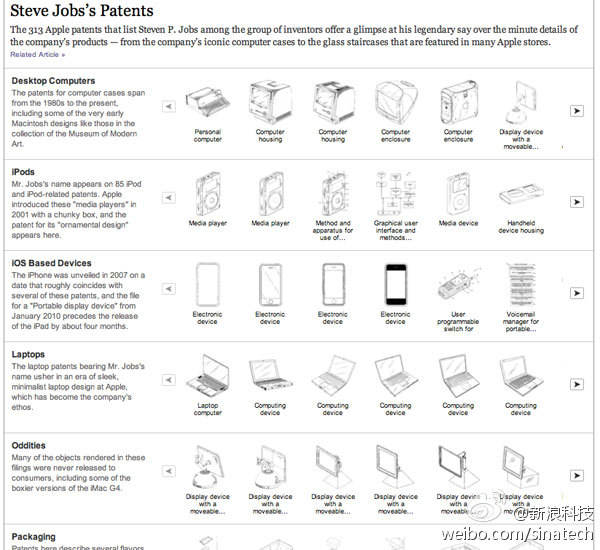 Steve Jobs's Patents
The 313 Apple patents that list Steven P. Jobs among the group of inventors offer a glimpse at his legendary say over the minute details
of the company's products — from the company's iconic computer cases to the glass staircases that are featured in many Apple stores.
Related Article »
Desktop Computers
The patents for computer cases span
from the 1980s to the present,
including some of the very early
Macintosh designs like those in the
collection of the Museum of Modern
Art.
Personal
computer
Computer
housing
Computer
housing
Computer
enclosure
Computer
enclosure
Display device
with a
moveable...
iPods
Mr. Jobs's name appears on 85 iPod
and iPod-related patents. Apple
introduced these "media players" in
2001 with a chunky box, and the
patent for its "ornamental design"
appears here.
Media player
Media player
Method and
apparatus for
use of...
Graphical user
interface and
methods...
Media device
Handheld
device housing
iOS Based Devices
The iPhone was unveiled in 2007 on a
date that roughly coincides with
several of these patents, and the file
for a "Portable display device" from
January 2010 precedes the release
of the iPad by about four months.
Electronic
device
Electronic
device
Electronic
device
Electronic
device
User
programmable
switch for
Voicemail
manager for
portable...
Laptops
The laptop patents bearing Mr. Jobs's
name usher in an era of sleek,
minimalist laptop design at Apple,
which has become the company's
ethos.
Laptop
computer
Computing
device
Computing
device
Computing
device
Computing
device
Computing
device
Oddities
Many of the objects rendered in these
filings were never released to
consumers, including some of the
boxier versions of the iMac G4.
Display device
with a
moveable...
Display device
with a
moveable...
Display device
with a
moveable...
Display device
with a
moveable...
Display device
with a
moveable...
Display device
with a
moveable...
Packaging
Patents here describe several flavors
@新浪科技
weibo.com/sinatech